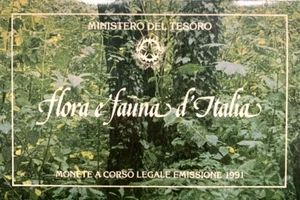 MINISTERO DEL TESORO
flora e fauna d'Italia
MONETE A CORSO LEGALE EMISSIONE 1991